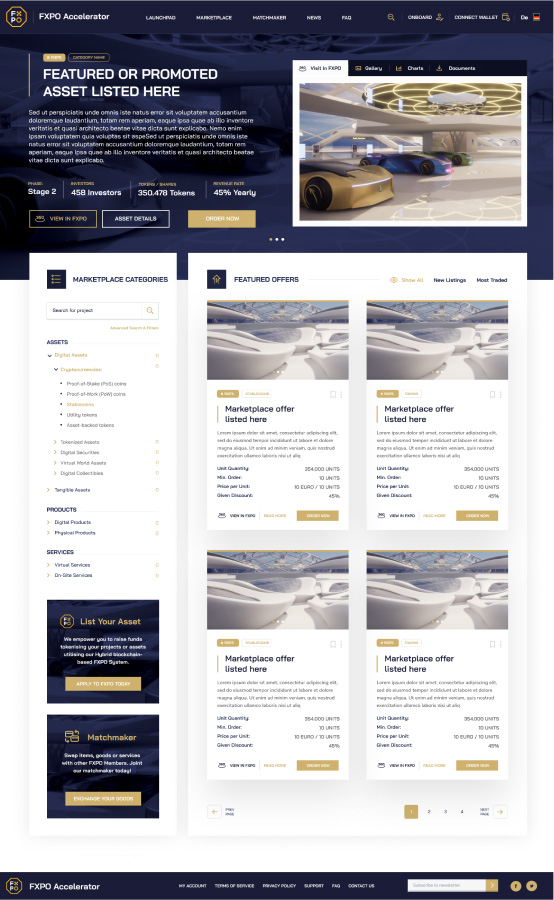 FXPO Accelerator
LAUNCHPAD
MARKETPLACE
MATCHMAKER
NEWS
FAQ
ONBOARD
CONNECT WALLET
De
CATEGORY NAME
FEATURED OR PROMOTED
ASSET LISTED HERE
Sed ut perspiciatis unde omnis iste natus error sit voluptatem accusantium
doloremque laudantium, totam rem aperiam, eaque ipsa quae ab illo inventore
veritatis et quasi architecto beatae vitae dicta sunt explicabo. Nemo enim
ipsam voluptatem quia voluptas sit aspeSed ut perspiciatis unde omnis iste
natus error sit voluptatem accusantium doloremque laudantium, totam rem
aperiam, eaque ipsa quae ab illo inventore veritatis et quasi architecto beatae
vitae dicta sunt explicabo.
PHASE
Stage 2
INVESTORS
458 Investors
TOKENS / SHARES
350.478 Tokens
REVENUE RATE
45% Yearly
VIEW IN FXPO
ASSET DETAILS
ORDER NOW
Visit in FXPO
Gallery
Charts
Documents
MARKETPLACE CATEGORIES
Search for project
Advanced Search & Filters
ASSETS
Digital Assets 0
Cryptocurrencies 0
Proof-of-Stake (PoS) coins
Proof-of-Work (PoW) coins
Stablecoins
Utility tokens
Asset-backed tokens
Tokenized Assets 0
Digital Securities 0
Virtual World Assets 0
Digital Collectibles 0
Tangible Assets 0
PRODUCTS
Digital Products 0
Physical Products 0
SERVICES
Virtual Services 0
On-Site Services 0
List Your Asset
We empower you to raise funds
tokenising your projects or assets
utilising our Hybrid blockchain-
based FXPO System.
APPLY TO FXPO TODAY
Matchmaker
Swap items, goods or services
with other FXPO Members. Joint
our matchmaker today!
EXCHANGE YOUR GOODS
FEATURED OFFERS
Show All
New Listings
Most Traded
Marketplace offer
listed here
Lorem ipsum dolor sit amet, consectetur adipiscing elit,
sed do eiusmod tempor incididunt ut labore et dolore
magna aliqua. Ut enim ad minim veniam, quis nostrud
exercitation ullamco laboris nisi ut aliq
Unit Quantity: 354.000 UNITS
Min. Order: 10 UNITS
Price per Unit: 10 EURO / 10 UNITS
Given Discount: 45%
VIEW IN FXPO
READ MORE
ORDER NOW
Marketplace offer
listed here
Lorem ipsum dolor sit amet, consectetur adipiscing elit,
sed do eiusmod tempor incididunt ut labore et dolore
magna aliqua. Ut enim ad minim veniam, quis nostrud
exercitation ullamco laboris nisi ut aliq
Unit Quantity: 354.000 UNITS
Min. Order: 10 UNITS
Price per Unit: 10 EURO / 10 UNITS
Given Discount 45%
VIEW IN FXPO
READ MORE
ORDER NOW
Marketplace offer
listed here
Lorem ipsum dolor sit amet, consectetur adipiscing elit,
sed do eiusmod tempor incididunt ut labore et dolore
magna aliqua. Ut enim ad minim veniam, quis nostrud
exercitation ullamco laboris nisi ut aliq
Unit Quantity: 354.000 UNITS
Min. Order: 10 UNITS
Price per Unit: 10 EURO / 10 UNITS
Given Discount: 45%
VIEW IN FXPO
READ MORE
ORDER NOW
Marketplace offer
listed here
Lorem ipsum dolor sit amet, consectetur adipiscing elit,
sed do eiusmod tempor incididunt ut labore et dolore
magna aliqua. Ut enim ad minim veniam, quis nostrud
exercitation ullamco laboris nisi ut aliq
Unit Quantity: 354.000 UNITS
Min. Order: 10 UNITS
Price per Unit: 10 EURO / 10 UNITS
Given Discount 45%
VIEW IN FXPO
READ MORE
ORDER NOW
PREV
PAGE
1
2
3
4
NEXT
PAGE
FXPO Accelerator
MY ACCOUNT
TERMS OF SERVICE
PRIVACY POLICY
SUPPORT
FAQ
CONTACT US
Subscribe to newsletter